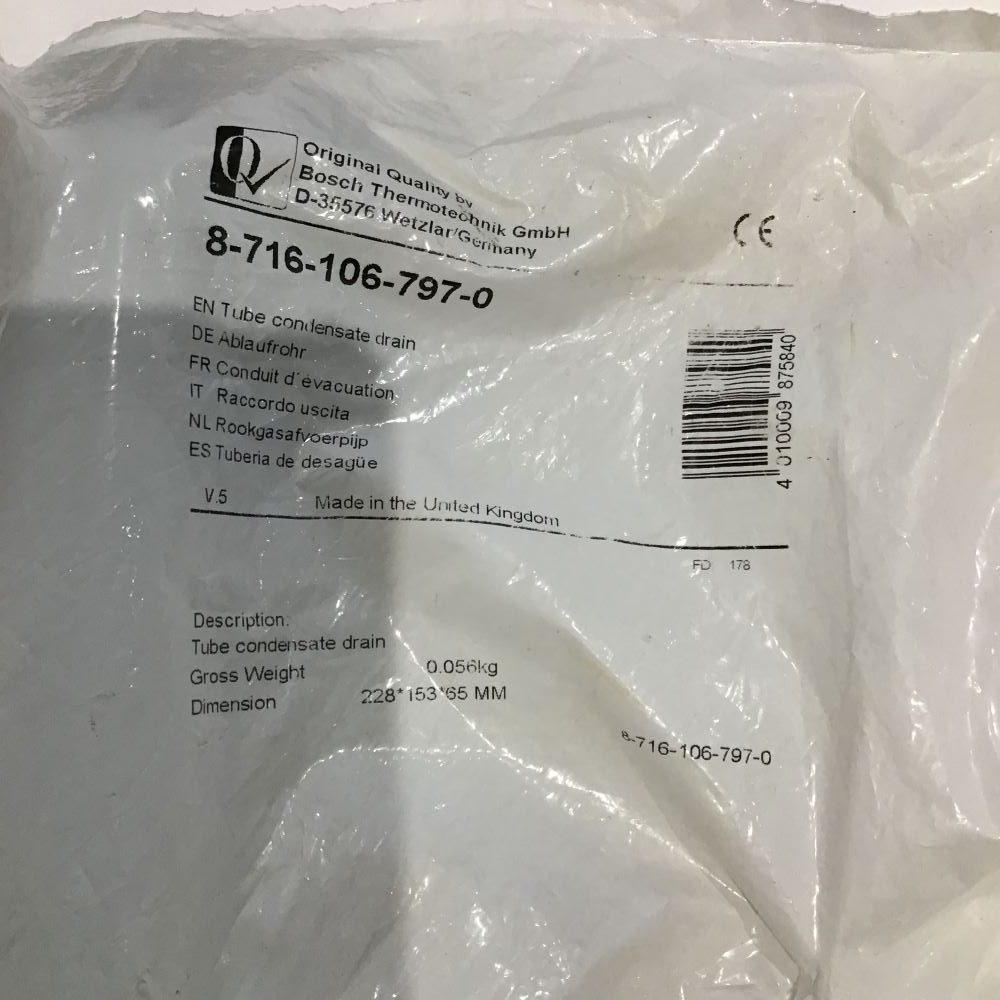 Original Quality by
Bosch Thermotechnik GmbH
D-35576 Wetzlar/Germany
CE
8-716-106-797-0
EN Tube condensate drain
DE Ablaufrohr
FR Conduit d´évacuation
IT Raccordo uscita
NL Rookgasafvoerpijp
ES Tuberia de desagüe
4 010009 875840
V.5 Made in the United Kingdom
FD 178
Description:
Tube condensate drain
Gross Weight 0.056kg
Dimension 228*153*65 MM
8-716-106-797-0